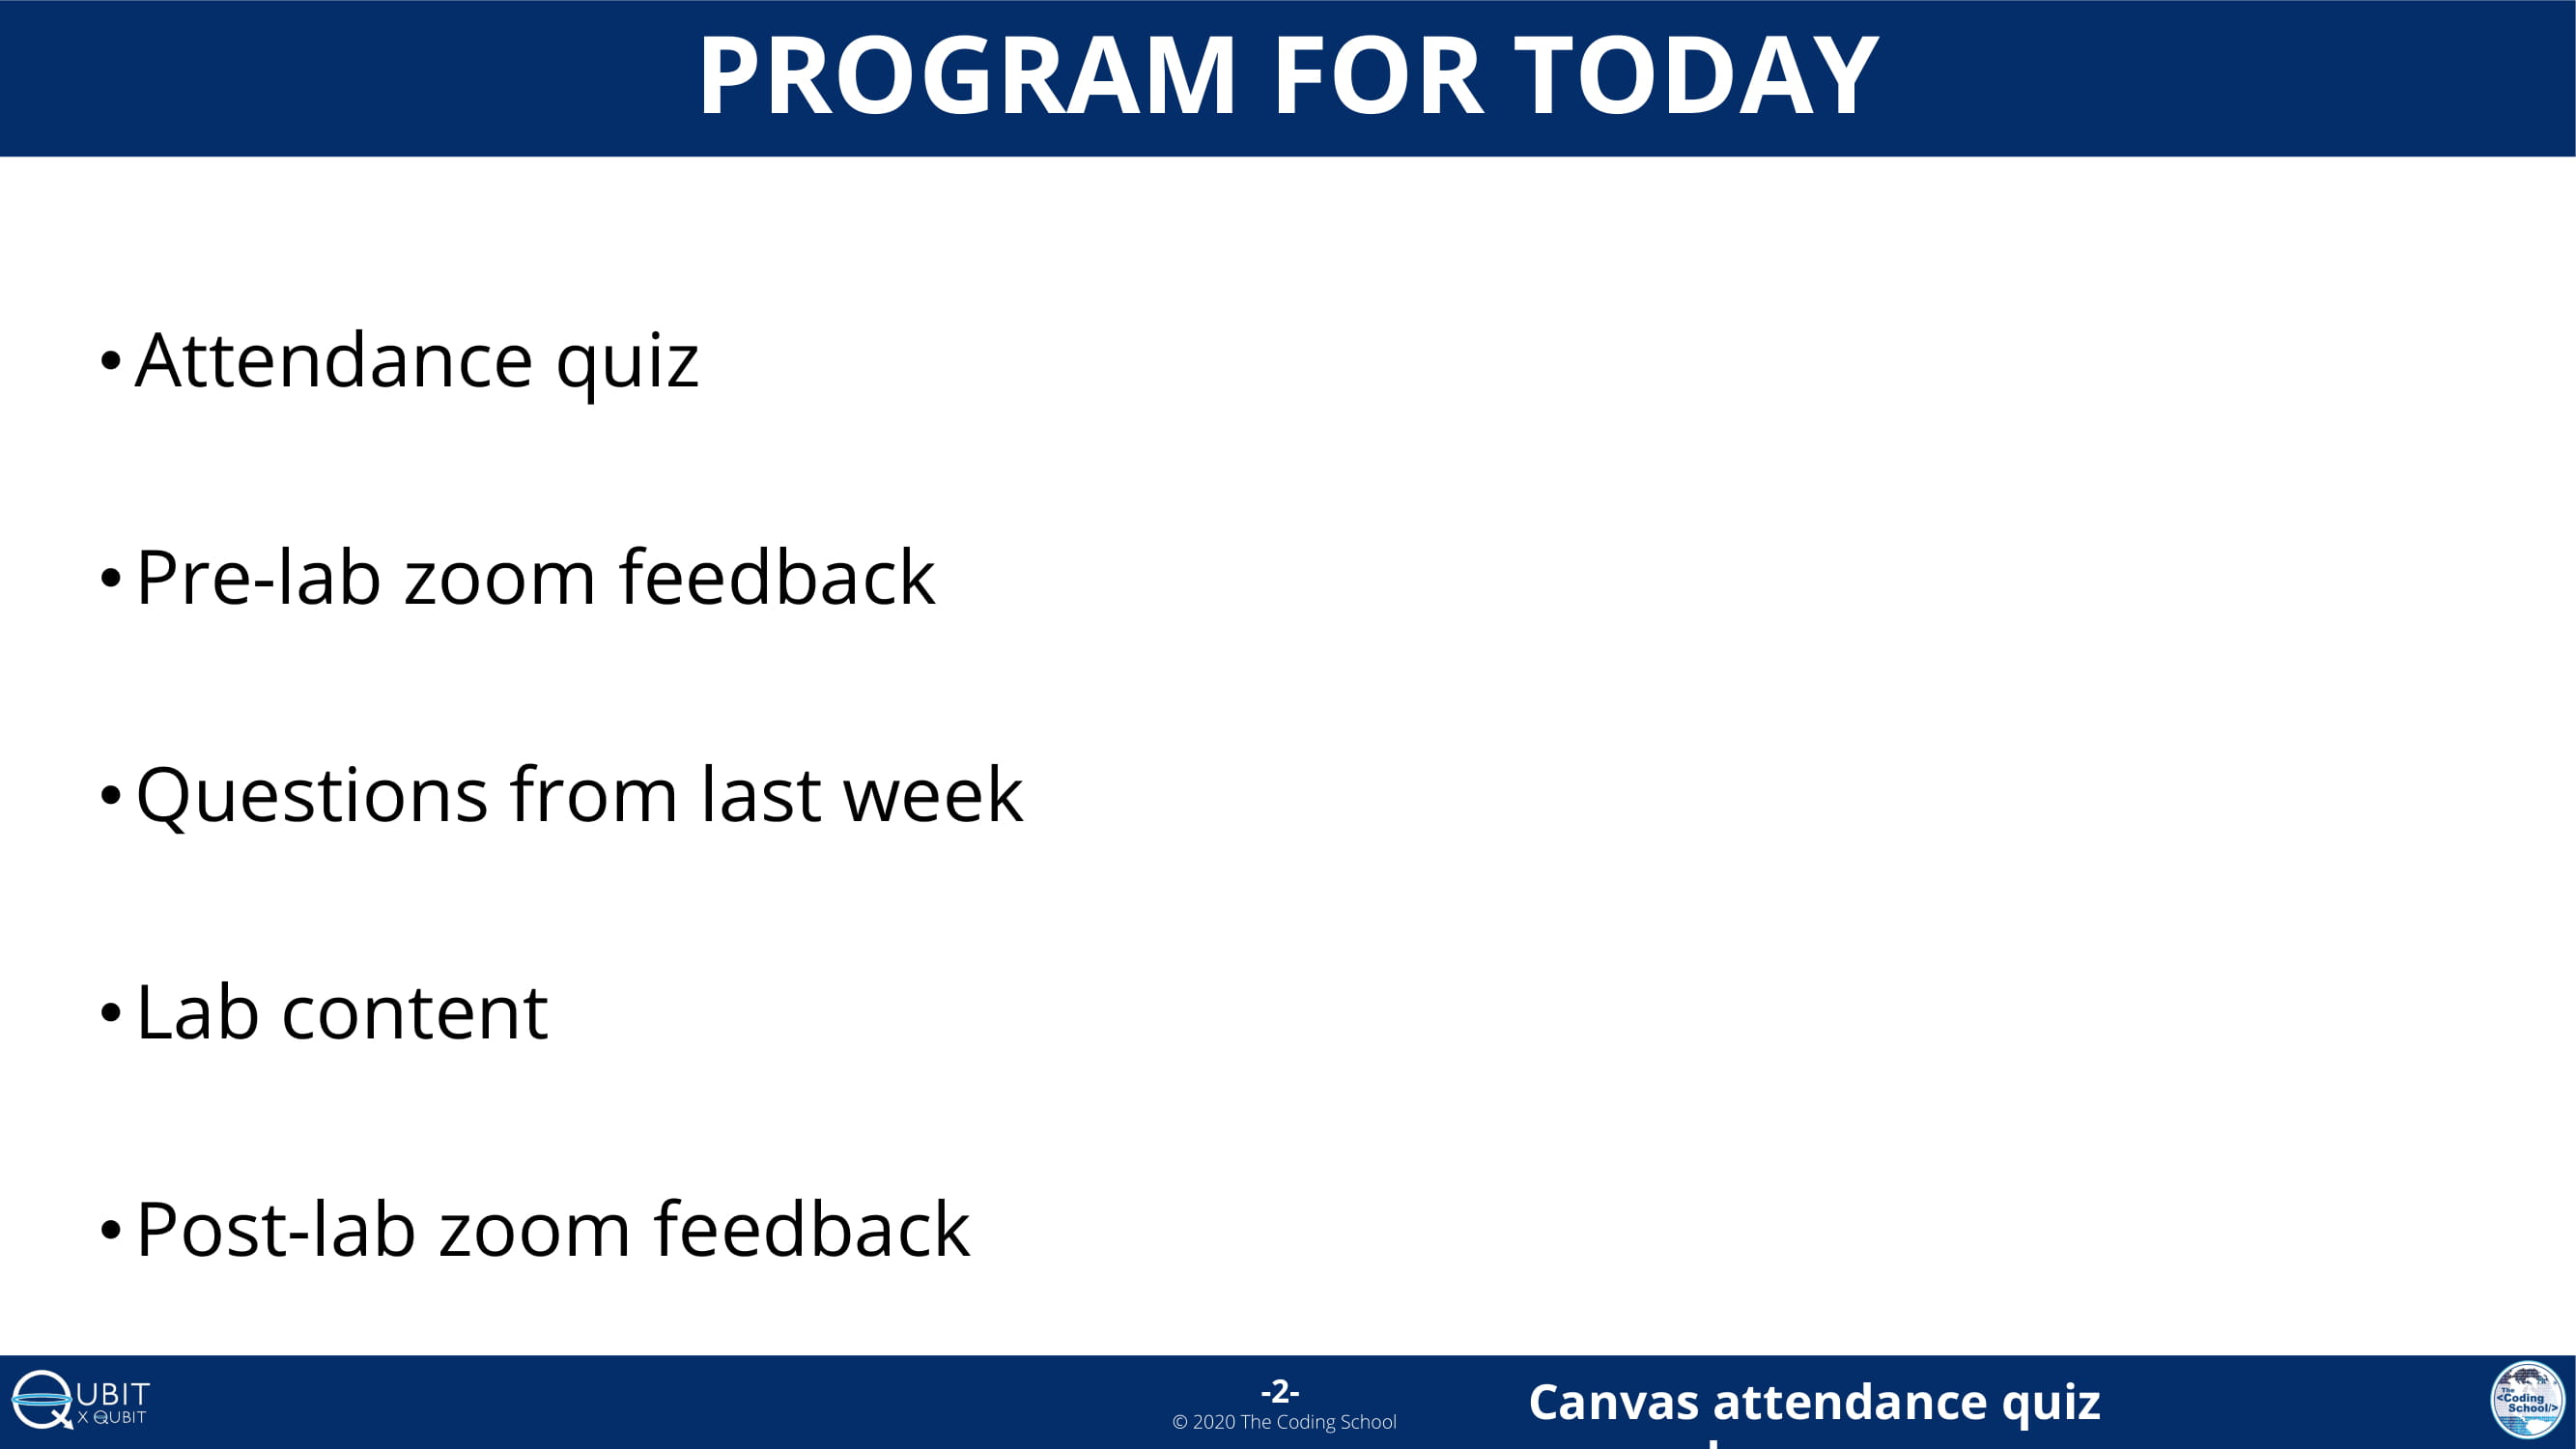 PROGRAM FOR TODAY
• Attendance quiz
• Pre-lab zoom feedback
• Questions from last week
• Lab content
• Post-lab zoom feedback
QUBIT
X QUBIT
-2-
© 2020 The Coding School
Canvas attendance quiz
The
<Coding
School/>